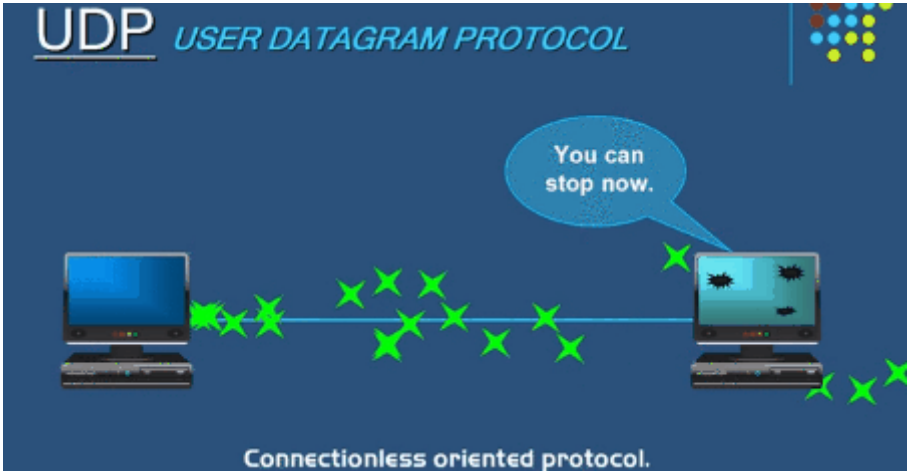 UDP USER DATAGRAM PROTOCOL
You can
stop now.
Connectionless oriented protocol.